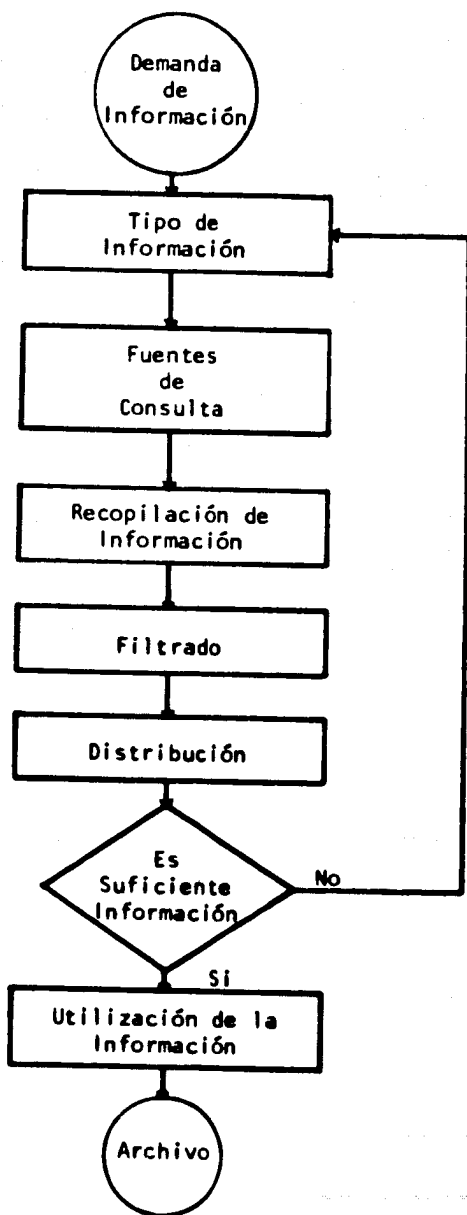 Demanda
de
Información
Tipo de
Información
Fuentes
de
Consulta
Recopilación de
Información
Filtrado
Distribución
Es
Suficiente
Información
No
Si
Utilización de la
Información
Archivo